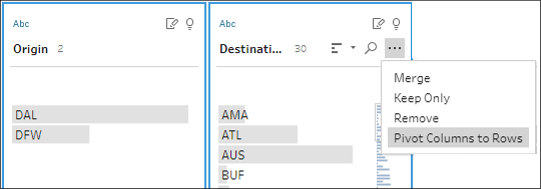 Abc
Origin 2
DAL
DFW
Abc
Destinati... 30
AMA
ATL
AUS
BUF
Merge
Keep Only
Remove
Pivot Columns to Rows